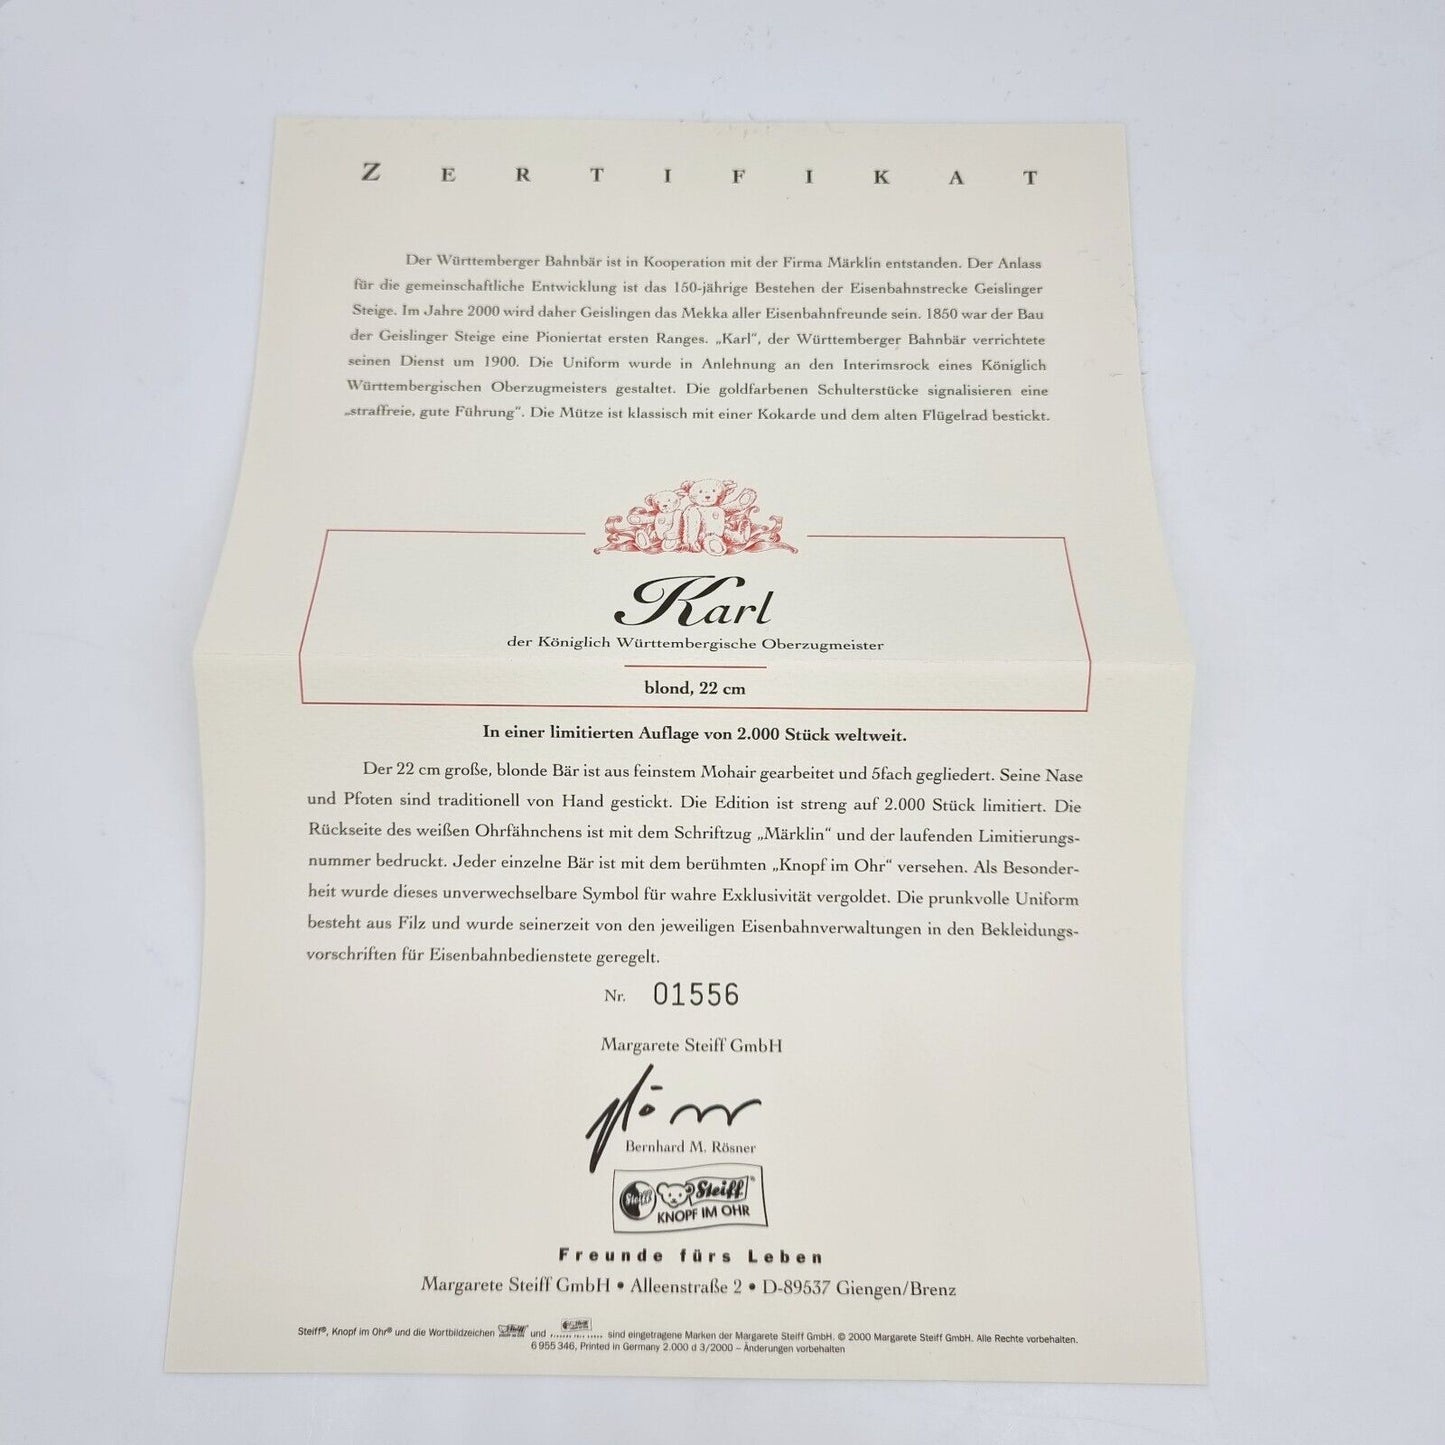 ZERTIFIKAT
Der Württemberger Bahnbär ist in Kooperation mit der Firma Märklin entstanden. Der Anlass
für die gemeinschaftliche Entwicklung ist das 150-jährige Bestehen der Eisenbahnstrecke Geislinger
Steige. Im Jahre 2000 wird daher Geislingen das Mekka aller Eisenbahnfreunde sein. 1850 war der Bau
der Geislinger Steige eine Pioniertat ersten Ranges. „Karl“, der Württemberger Bahnbär verrichtete
seinen Dienst um 1900. Die Uniform wurde in Anlehnung an den Interimsrock eines Königlich
Württembergischen Oberzugmeisters gestaltet. Die goldfarbenen Schulterstücke signalisieren eine
„straffreie, gute Führung“. Die Mütze ist klassisch mit einer Kokarde und dem alten Flügelrad bestickt.
Karl
der Königlich Württembergische Oberzugmeister
blond, 22 cm
In einer limitierten Auflage von 2.000 Stück weltweit.
Der 22 cm große, blonde Bär ist aus feinstem Mohair gearbeitet und 5fach gegliedert. Seine Nase
und Pfoten sind traditionell von Hand gestickt. Die Edition ist streng auf 2.000 Stück limitiert. Die
Rückseite des weißen Ohrfähnchens ist mit dem Schriftzug „Märklin“ und der laufenden Limitierungs-
nummer bedruckt. Jeder einzelne Bär ist mit dem berühmten „Knopf im Ohr“ versehen. Als Besonder-
heit wurde dieses unverwechselbare Symbol für wahre Exklusivität vergoldet. Die prunkvolle Uniform
besteht aus Filz und wurde seinerzeit von den jeweiligen Eisenbahnverwaltungen in den Bekleidungs-
vorschriften für Eisenbahnbedienstete geregelt.
Nr. 01556
Margarete Steiff GmbH
Bernhard M. Rösner
Steiff Steiff®
KNOPF IM OHR
Freunde fürs Leben
Margarete Steiff GmbH • Alleenstraße 2 • D-89537 Giengen/Brenz
Steiff®, Knopf im Ohr® und die Wortbildzeichen und sind eingetragene Marken der Margarete Steiff GmbH. © 2000 Margarete Steiff GmbH. Alle Rechte vorbehalten.
6 955 346, Printed in Germany 2.000 d 3/2000 – Änderungen vorbehalten